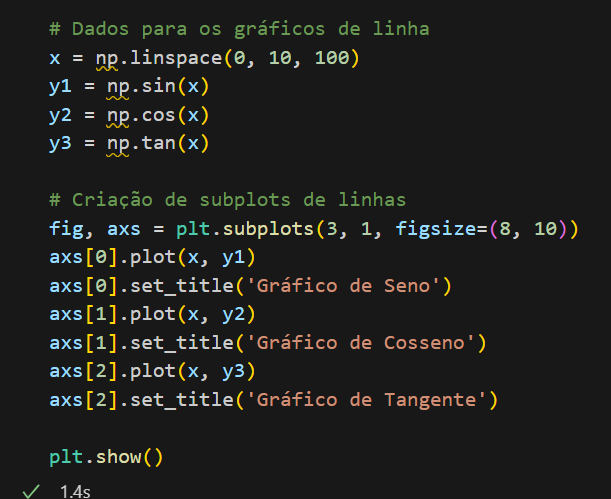 # Dados para os gráficos de linha
x = np.linspace(0, 10, 100)
y1 = np.sin(x)
y2 = np.cos(x)
y3 = np.tan(x)
# Criação de subplots de linhas
fig, axs = plt.subplots(3, 1, figsize=(8, 10))
axs[0].plot(x, y1)
axs[0].set_title('Gráfico de Seno')
axs[1].plot(x, y2)
axs[1].set_title('Gráfico de Cosseno')
axs[2].plot(x, y3)
axs[2].set_title('Gráfico de Tangente')
plt.show()
1.4s